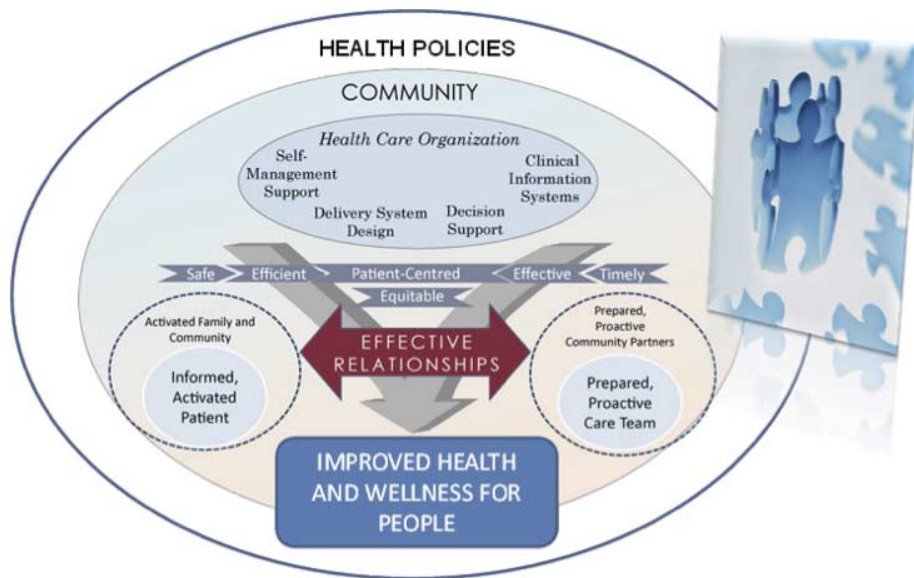 HEALTH POLICIES
COMMUNITY
Health Care Organization
Self-
Management
Support
Clinical
Information
Systems
Delivery System
Design
Decision
Support
Safe
Efficient
Patient-Centred
Effective
Timely
Equitable
Activated Family and
Community
Informed,
Activated
Patient
EFFECTIVE
RELATIONSHIPS
Prepared,
Proactive
Community Partners
Prepared,
Proactive
Care Team
IMPROVED HEALTH
AND WELLNESS FOR
PEOPLE